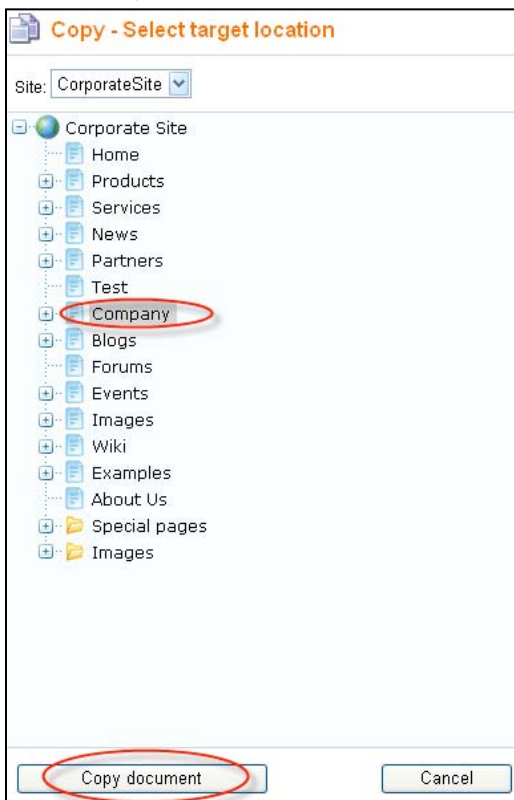 Copy - Select target location
Site: CorporateSite
Corporate Site
Home
Products
Services
News
Partners
Test
Company
Blogs
Forums
Events
Images
Wiki
Examples
About Us
Special pages
Images
Copy document Cancel